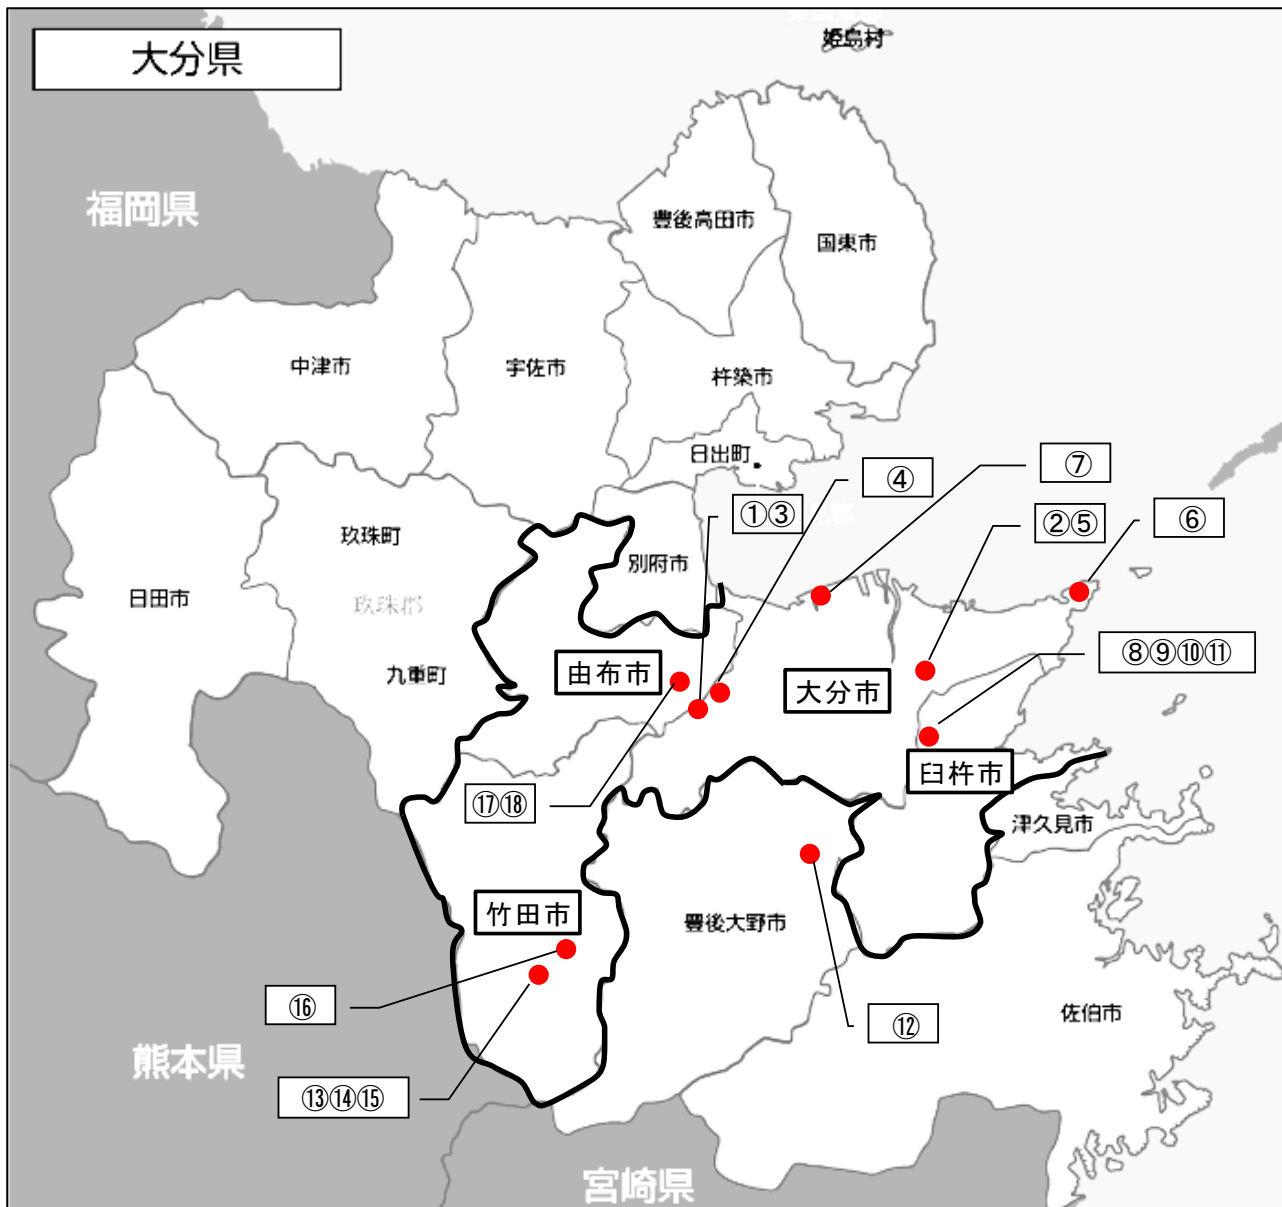 姫島村
大分県
福岡県
豊後高田市
国東市
中津市
宇佐市
杵築市
日出町
④
⑦
①③
②⑤
⑥
玖珠町
別府市
日田市
玖珠郡
⑧⑨⑩⑪
九重町
由布市
大分市
臼杵市
⑰⑱
津久見市
竹田市
豊後大野市
⑯
⑫
佐伯市
熊本県
⑬⑭⑮
宮崎県